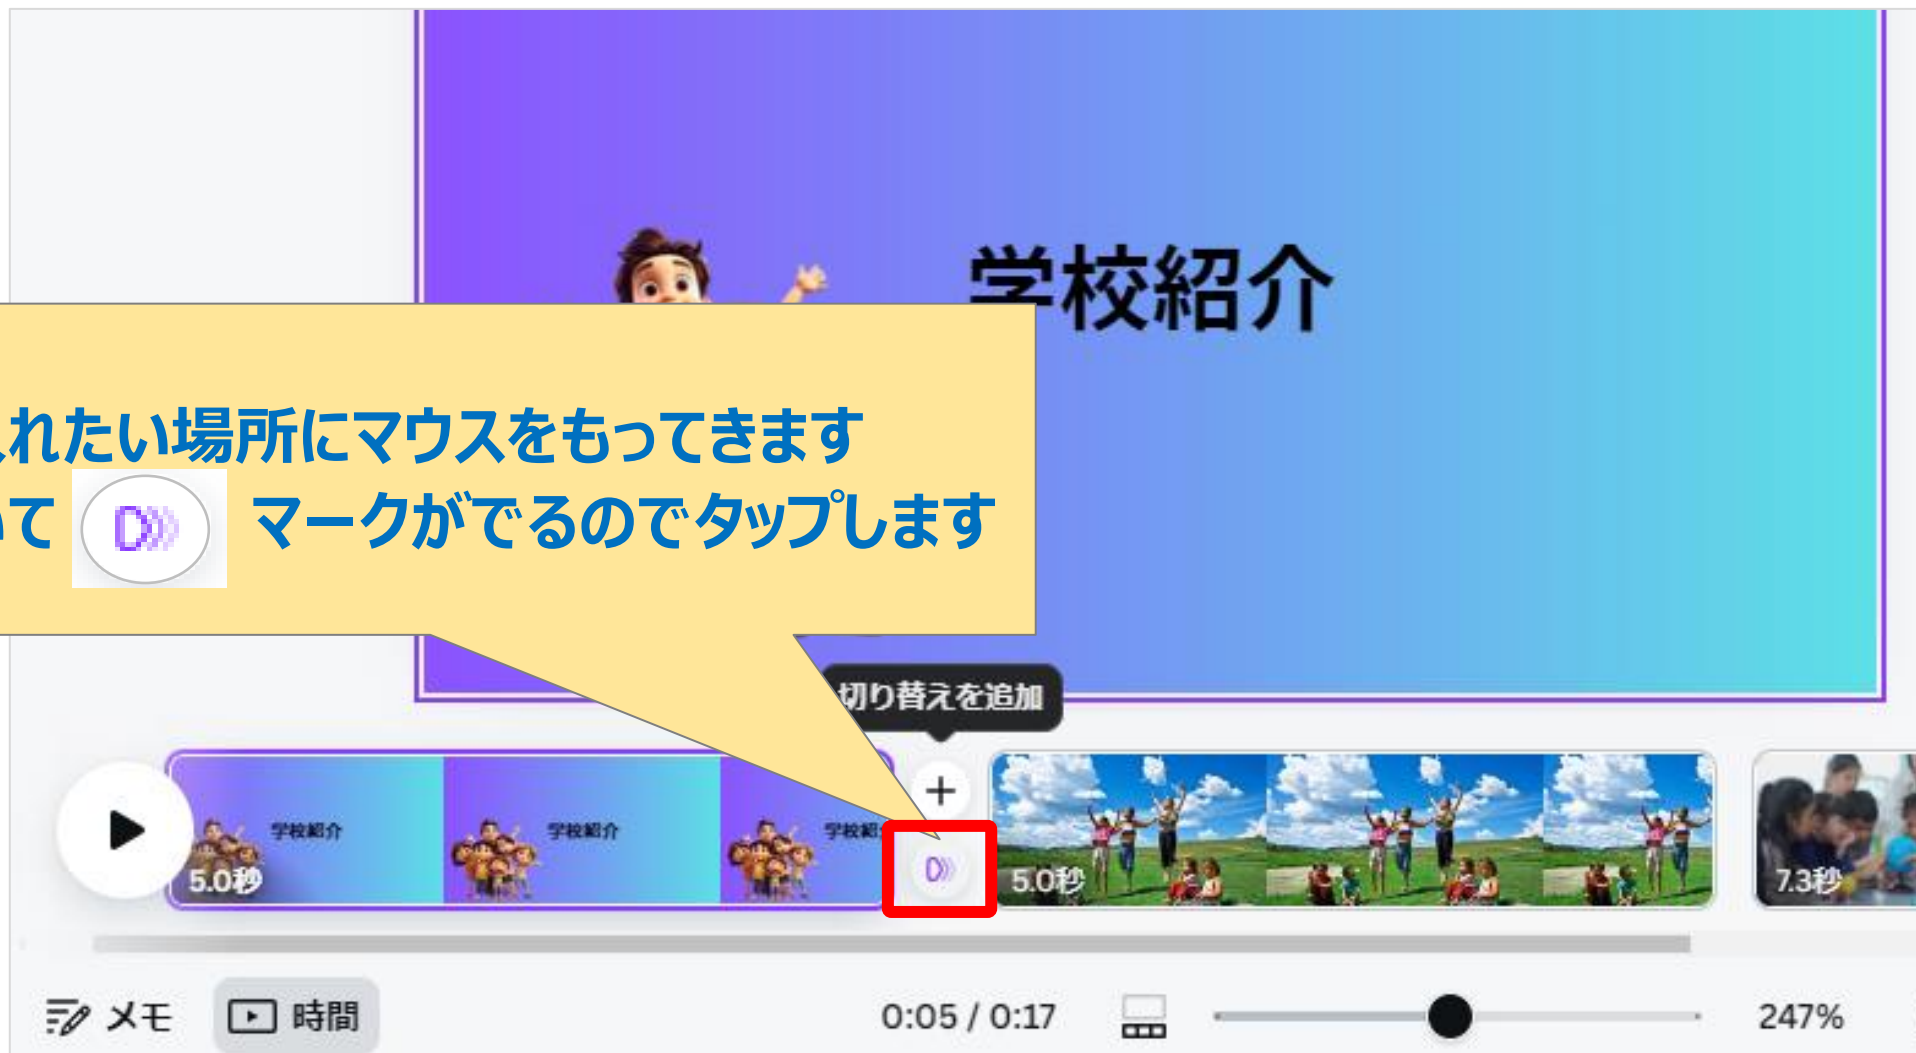 学校紹介
れたい場所にマウスをもってきます
て マークがでるのでタップします
切り替えを追加
学校紹介 学校紹介 学校紹
5.0秒 5.0秒 7.3秒
メモ 時間 0:05 / 0:17 247%